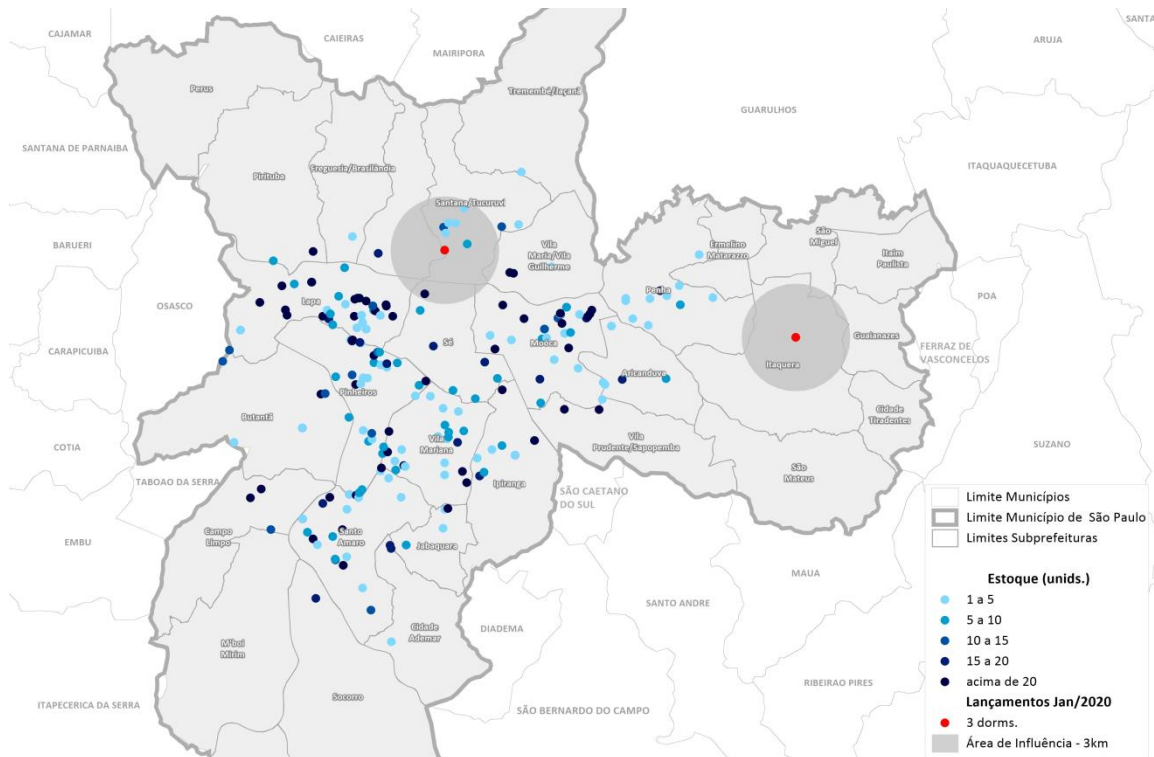 CAJAMAR
CAIEIRAS
MAIRIPORA
SANTA
ARUJA
Perus
Tremembé/Jaçanã
GUARULHOS
SANTANA DE PARNAIBA
Pirituba
Freguesia/Brasilândia
ITAQUAQUECETUBA
Santana/Tucuruvi
BARUERI
Vila
Maria/Vila
Guilherme
Ermelino
Matarazzo
São
Miguel
Itaim
Paulista
OSASCO
Lapa
Penha
POA
CARAPICUIBA
Sé
Mooca
Guaianazes
FERRAZ DE
VASCONCELOS
Itaquera
Aricanduva
Pinheiros
Butantã
Cidade
Tiradentes
COTIA
Vila
Mariana
Vila
Prudente/Sapopemba
SUZANO
TABOAO DA SERRA
São
Mateus
Ipiranga
SÃO CAETANO
DO SUL
Campo
Limpo
Santo
Amaro
Jabaquara
EMBU
MAUA
SANTO ANDRE
Cidade
Ademar
DIADEMA
M'boi
Mirim
RIBEIRAO PIRES
Socorro
ITAPECERICA DA SERRA
SÃO BERNARDO DO CAMPO
Limite Municípios
Limite Município de São Paulo
Limites Subprefeituras
Estoque (unids.)
1 a 5
5 a 10
10 a 15
15 a 20
acima de 20
Lançamentos Jan/2020
3 dorms.
Área de Influência - 3km